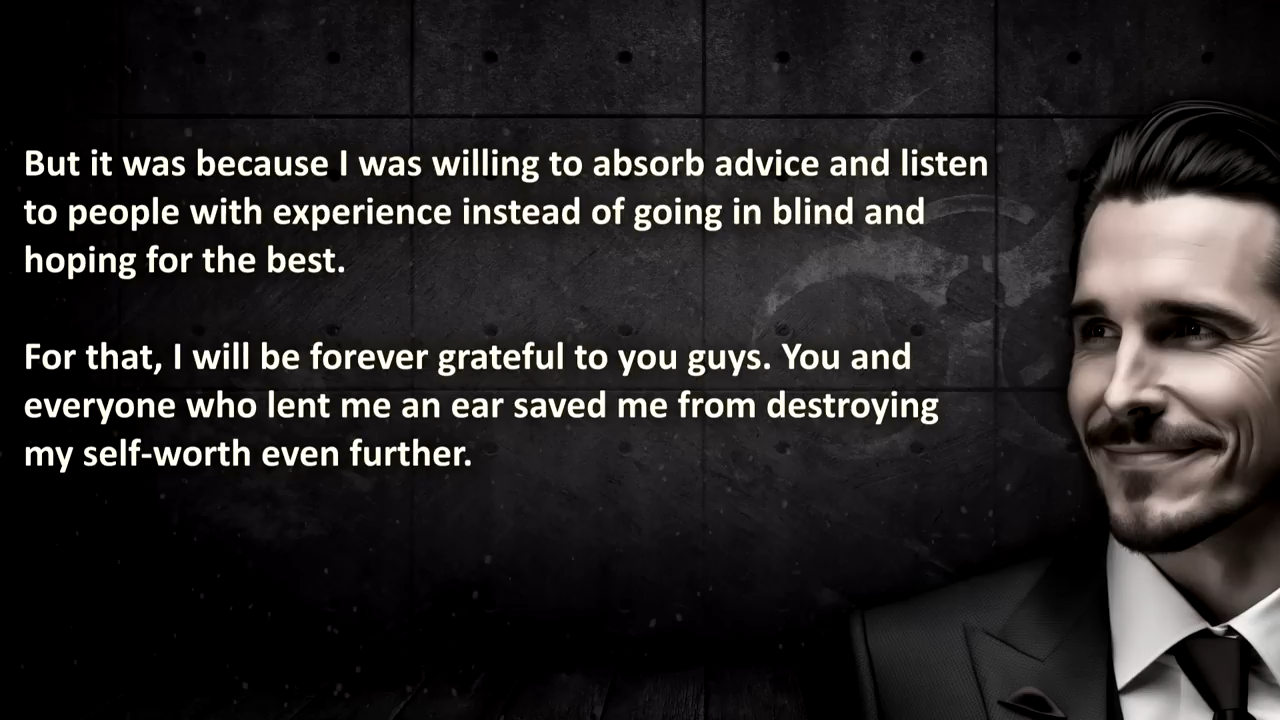 But it was because I was willing to absorb advice and listen
to people with experience instead of going in blind and
hoping for the best.
For that, I will be forever grateful to you guys. You and
everyone who lent me an ear saved me from destroying
my self-worth even further.